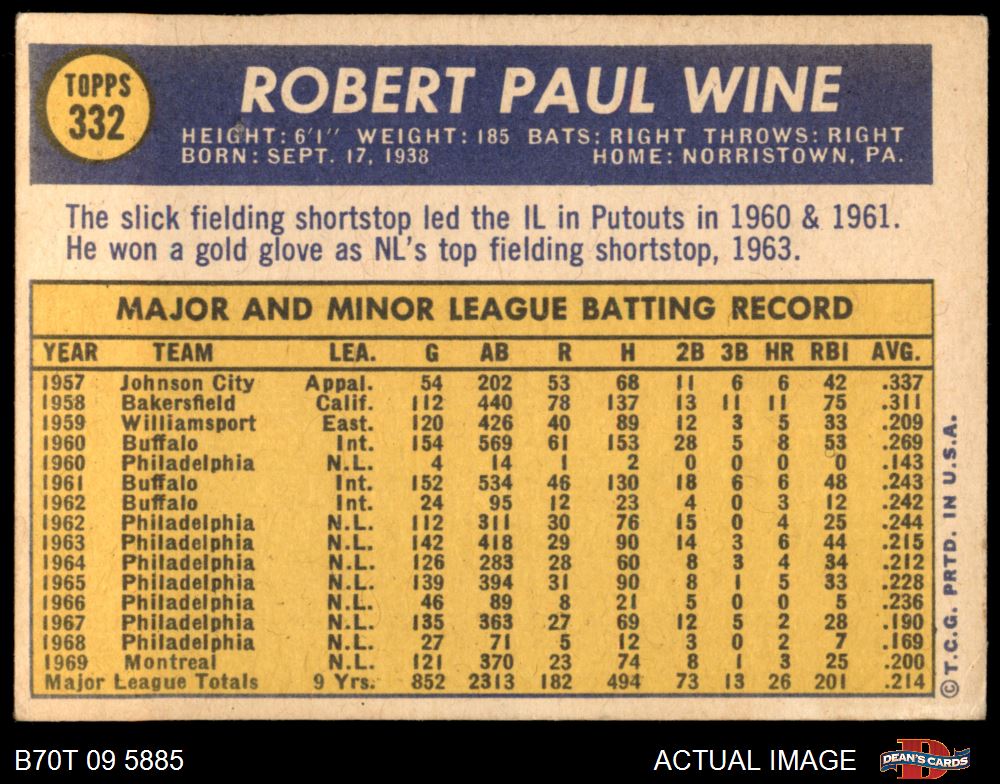 TOPPS
332
ROBERT PAUL WINE
HEIGHT: 6'1" WEIGHT: 185 BATS: RIGHT THROWS: RIGHT
BORN: SEPT. 17, 1938 HOME: NORRISTOWN, PA.
The slick fielding shortstop led the IL in Putouts in 1960 & 1961.
He won a gold glove as NL's top fielding shortstop, 1963.
MAJOR AND MINOR LEAGUE BATTING RECORD
YEAR TEAM LEA. G AB R H 2B 3B HR RBI AVG.
1957 Johnson City Appal. 54 202 53 68 11 6 6 42 .337
1958 Bakersfield Calif. 112 440 78 137 13 11 11 75 .311
1959 Williamsport East. 120 426 40 89 12 3 5 33 .209
1960 Buffalo Int. 154 569 61 153 28 5 8 53 .269
1960 Philadelphia N.L. 4 14 1 2 0 0 0 0 .143
1961 Buffalo Int. 152 534 46 130 18 6 6 48 .243
1962 Buffalo Int. 24 95 12 23 4 0 3 12 .242
1962 Philadelphia N.L. 112 311 30 76 15 0 4 25 .244
1963 Philadelphia N.L. 142 418 29 90 14 3 6 44 .215
1964 Philadelphia N.L. 126 283 28 60 8 3 4 34 .212
1965 Philadelphia N.L. 139 394 31 90 8 1 5 33 .228
1966 Philadelphia N.L. 46 89 8 21 5 0 0 5 .236
1967 Philadelphia N.L. 135 363 27 69 12 5 2 28 .190
1968 Philadelphia N.L. 27 71 5 12 3 0 2 7 .169
1969 Montreal N.L. 121 370 23 74 8 1 3 25 .200
Major League Totals 9 Yrs. 852 2313 182 494 73 13 26 201 .214
©T.C.G. PRTD. IN U.S.A.
B70T 09 5885 ACTUAL IMAGE
DEAN'S CARDS